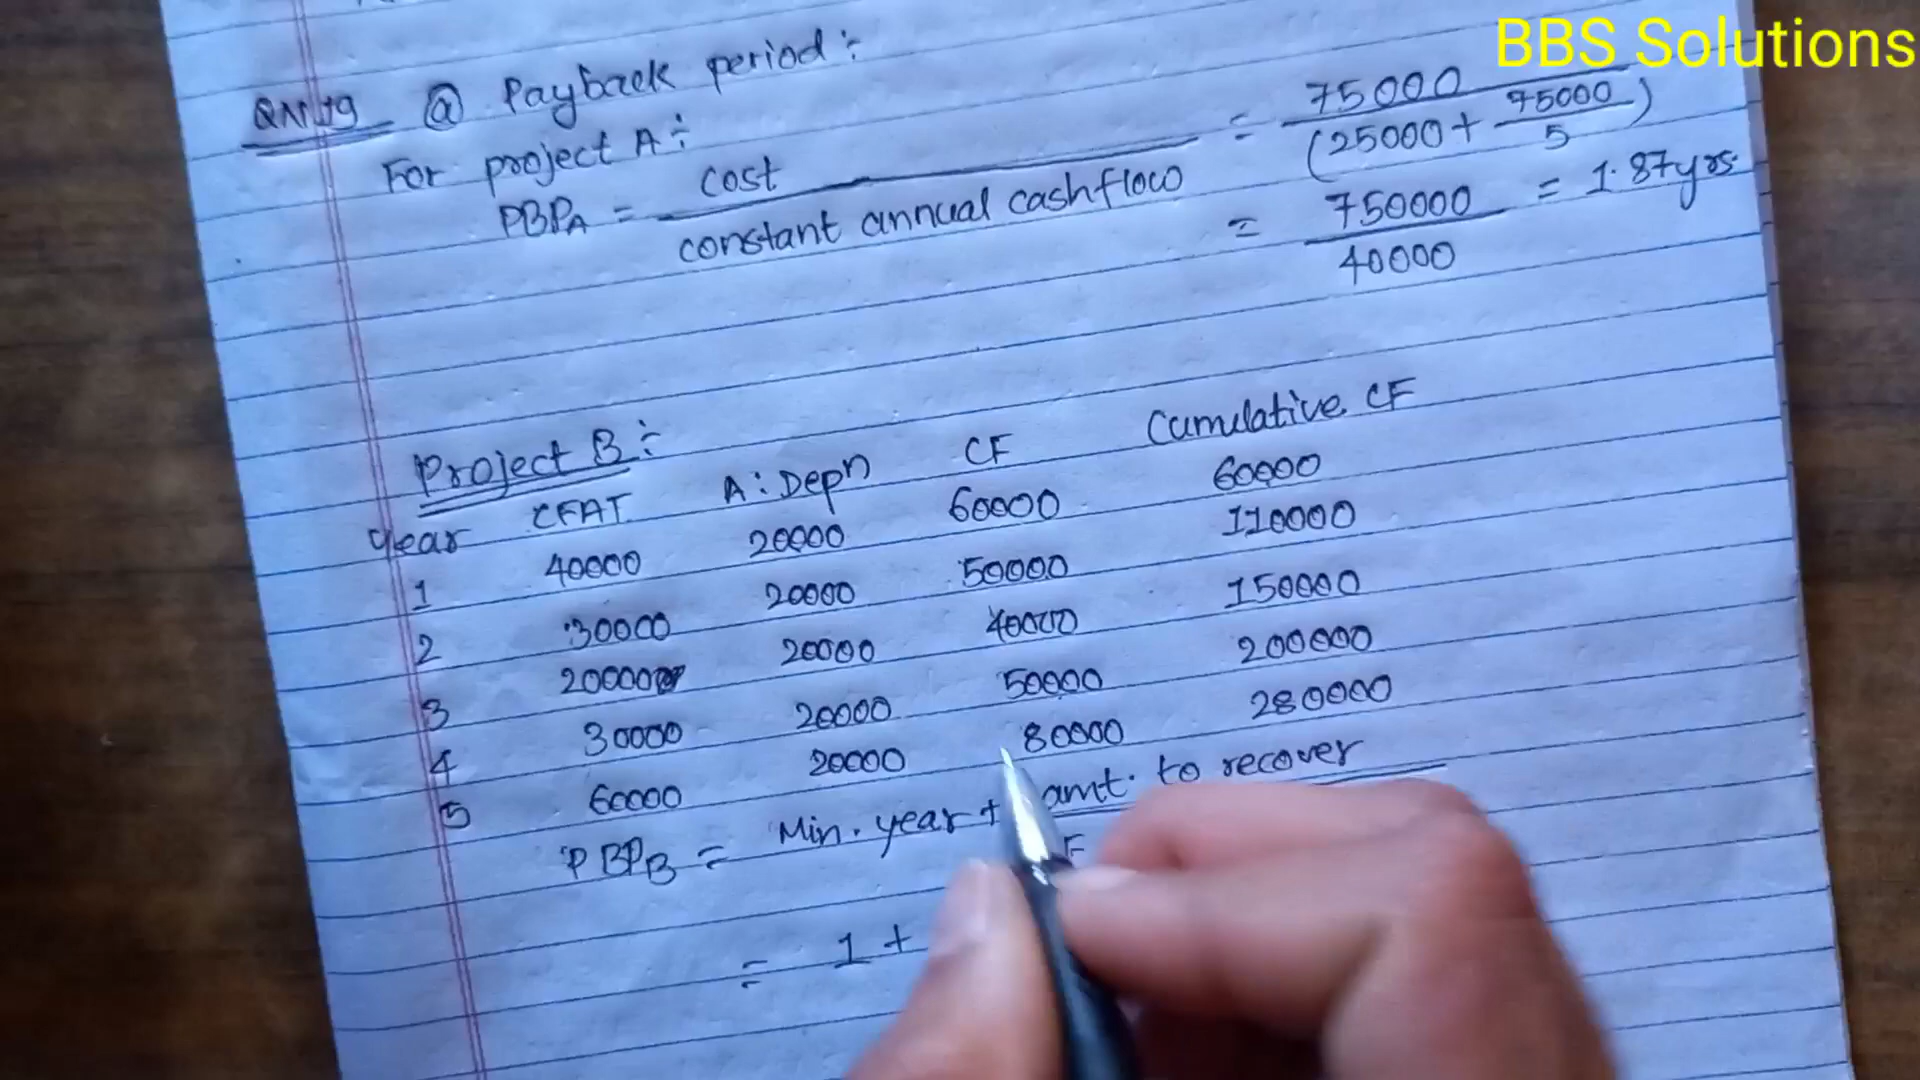 BBS Solutions
QN 19 @ Payback period :-
For project A :-
PBPA = cost / constant annual cashflow = 75000 / (25000 + 75000 / 5)
= 750000 / 40000 = 1.87 yrs.
Project B :-
year CFAT A : Depn CF Cumulative CF
1 40000 20000 60000 60000
2 30000 20000 50000 110000
3 20000 20000 40000 150000
4 30000 20000 50000 200000
5 60000 20000 80000 280000
PBPB = Min. year + amt. to recover / F
= 1 +